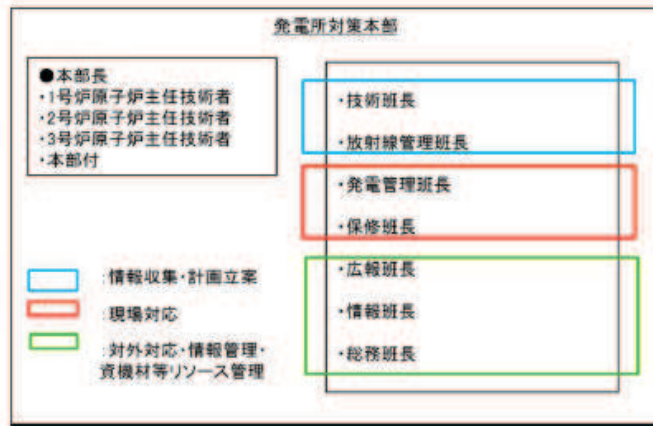 発電所対策本部
●本部長
・1号炉原子炉主任技術者
・2号炉原子炉主任技術者
・3号炉原子炉主任技術者
・本部付
・技術班長
・放射線管理班長
・発電管理班長
・保修班長
・広報班長
・情報班長
・総務班長
:情報収集・計画立案
:現場対応
:対外対応・情報管理・
資機材等リソース管理